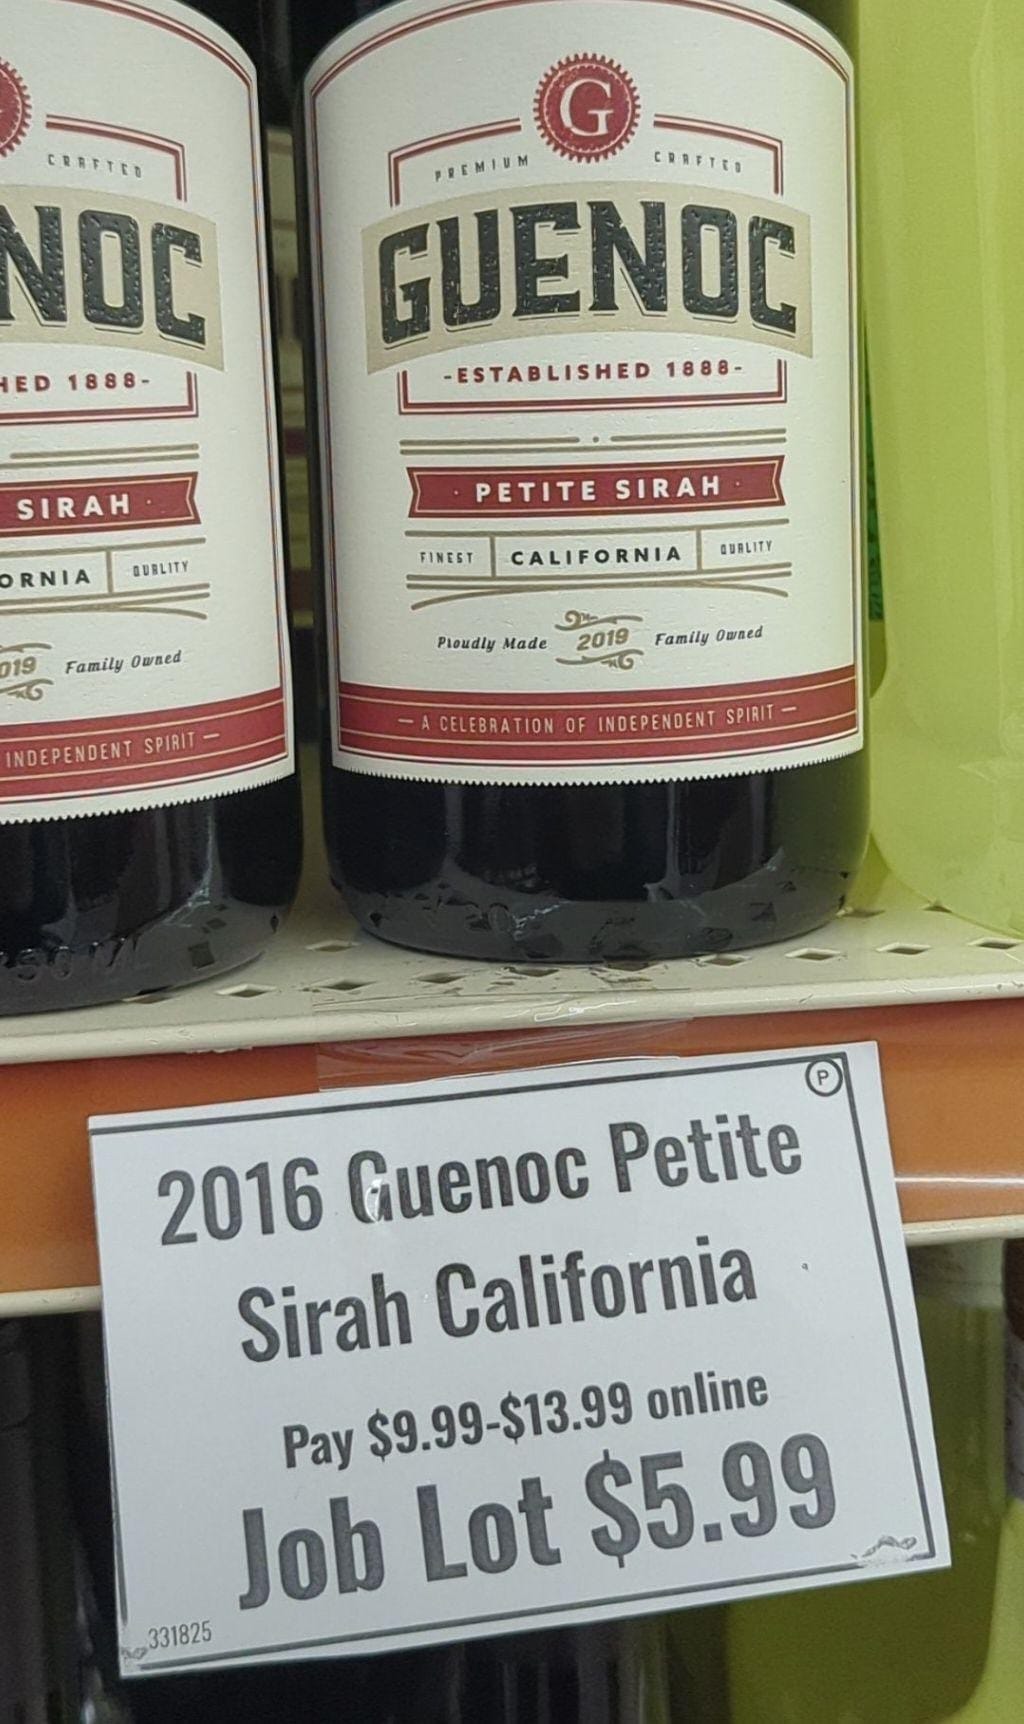 G
PREMIUM CRAFTED
GUENOC
-ESTABLISHED 1888-
· PETITE SIRAH ·
FINEST CALIFORNIA QUALITY
Proudly Made 2019 Family Owned
— A CELEBRATION OF INDEPENDENT SPIRIT —
CRAFTED
NOC
HED 1888-
SIRAH ·
ORNIA QUALITY
019 Family Owned
INDEPENDENT SPIRIT —
P
2016 Guenoc Petite
Sirah California
Pay $9.99-$13.99 online
Job Lot $5.99
331825